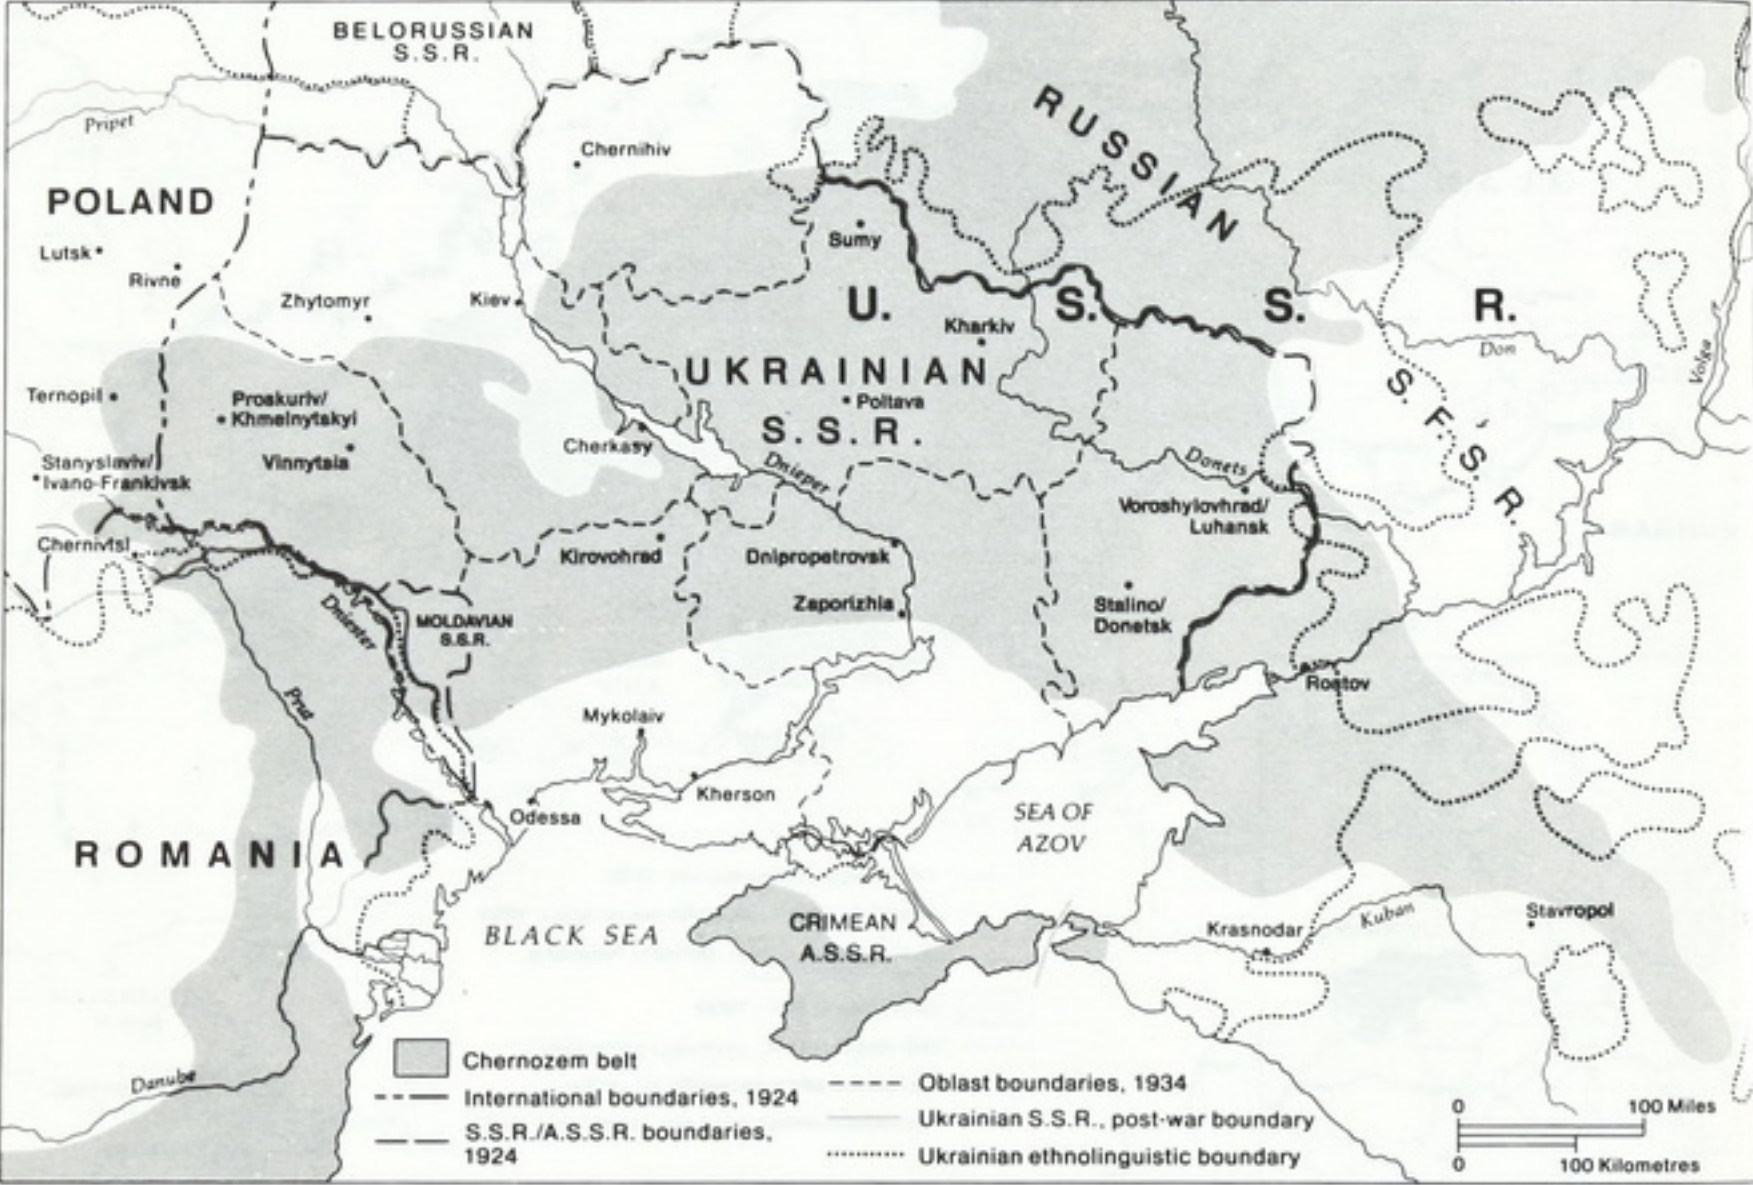 BELORUSSIAN
S.S.R.
RUSSIAN
S.F.S.R.
Pripet
Chernihiv
POLAND
Lutsk
Rivne
Sumy
Zhytomyr
Kiev
U. S. S. R.
Kharkiv
Don
Volga
UKRAINIAN
S.S.R.
Ternopil
Proskuriv/
Khmelnytskyi
Poltava
Vinnytsia
Cherkasy
Dnieper
Donets
Stanyslaviv/
Ivano-Frankivsk
Voroshylovhrad/
Luhansk
Chernivtsi
Kirovohrad
Dnipropetrovsk
Zaporizhia
Stalino/
Donetsk
Dniester
MOLDAVIAN
S.S.R.
Rostov
Prut
Mykolaiv
Kherson
Odessa
SEA OF
AZOV
ROMANIA
BLACK SEA
CRIMEAN
A.S.S.R.
Krasnodar
Kuban
Stavropol
Danube
Chernozem belt
International boundaries, 1924
S.S.R./A.S.S.R. boundaries,
1924
Oblast boundaries, 1934
Ukrainian S.S.R., post-war boundary
Ukrainian ethnolinguistic boundary
0 100 Miles
0 100 Kilometres